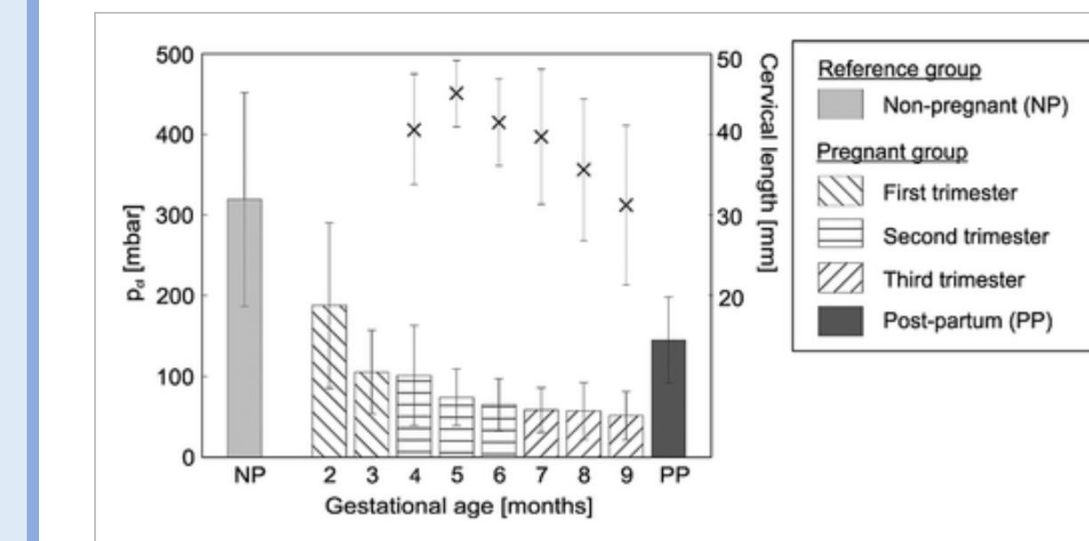 500
400
300
200
100
0
p_d [mbar]
50
40
30
20
Cervical length [mm]
NP 2 3 4 5 6 7 8 9 PP
Gestational age [months]
Reference group
Non-pregnant (NP)
Pregnant group
First trimester
Second trimester
Third trimester
Post-partum (PP)